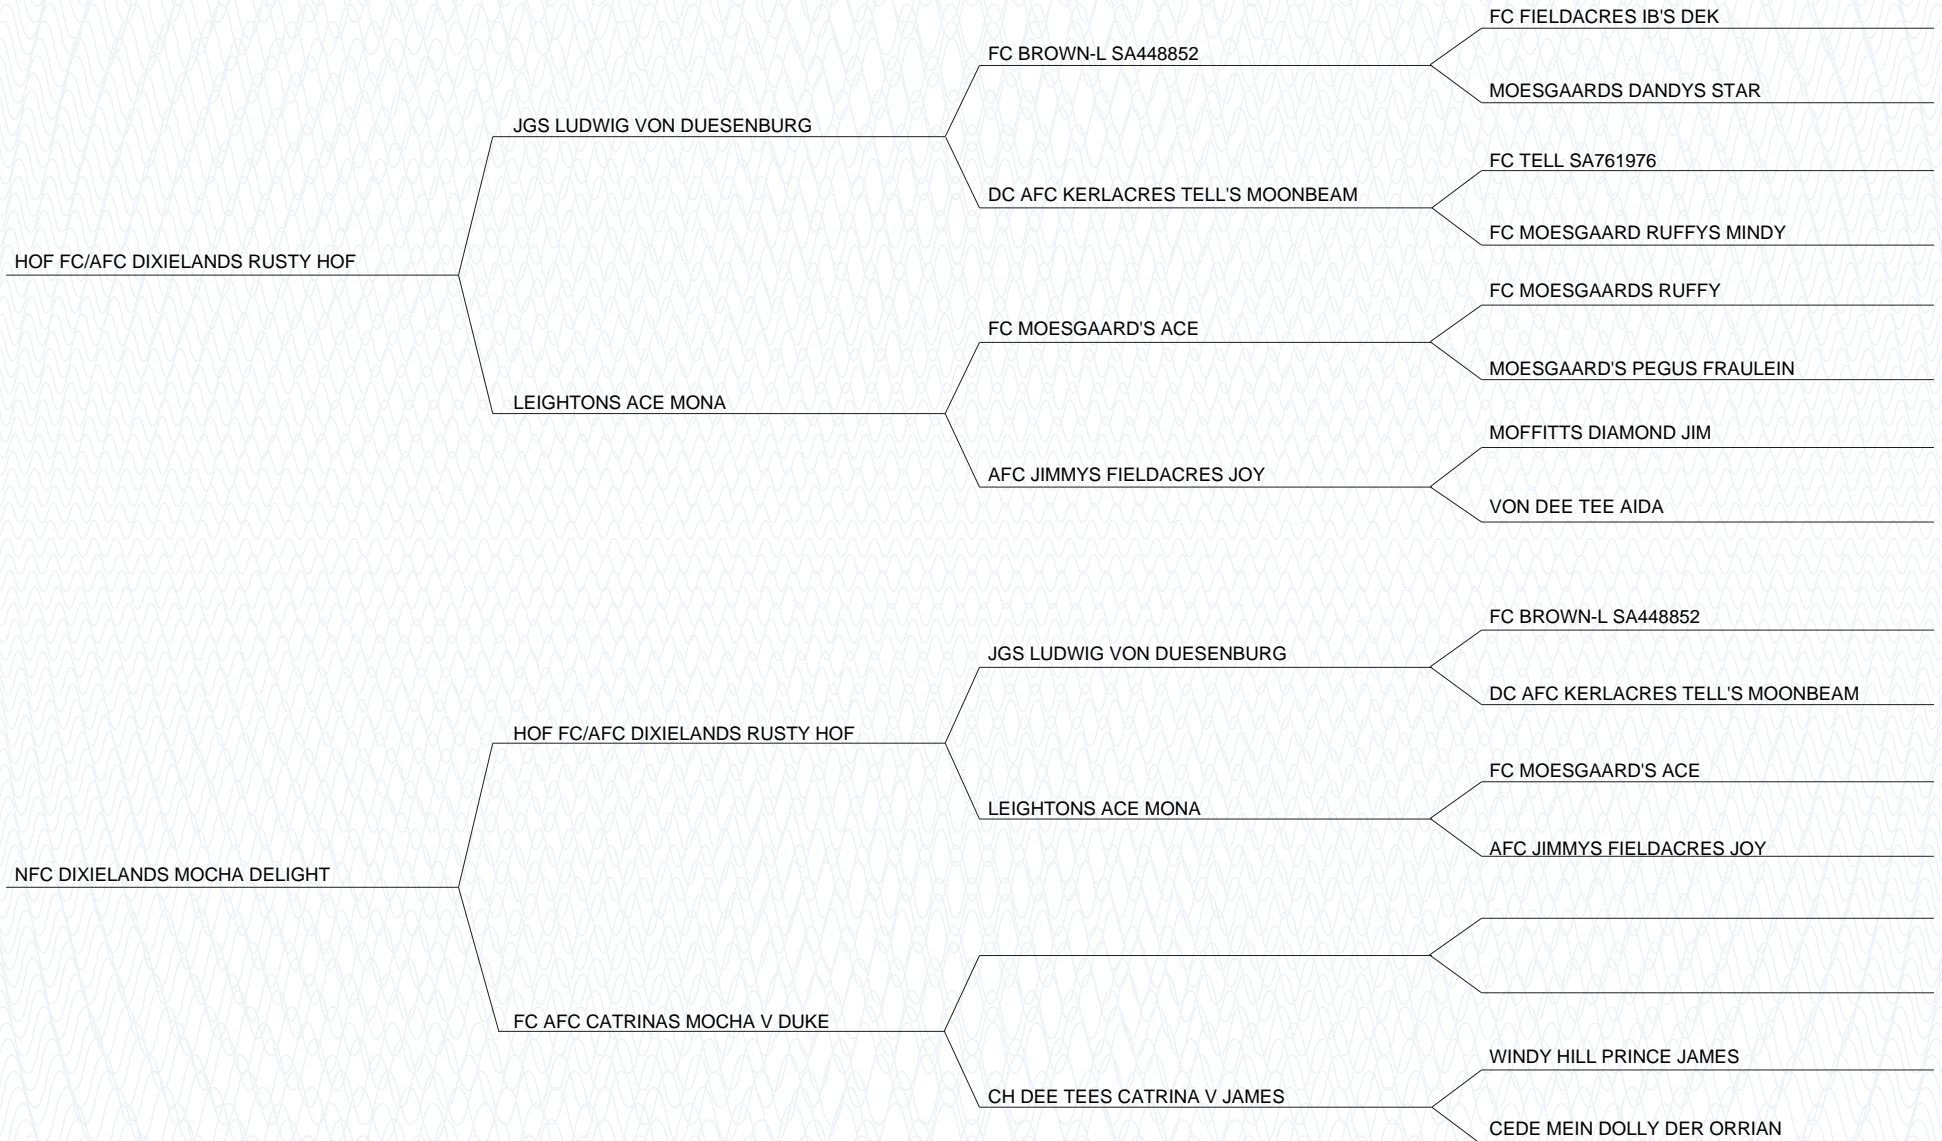 FC FIELDACRES IB'S DEK
FC BROWN-L SA448852
MOESGAARDS DANDYS STAR
JGS LUDWIG VON DUESENBURG
FC TELL SA761976
DC AFC KERLACRES TELL'S MOONBEAM
FC MOESGAARD RUFFYS MINDY
HOF FC/AFC DIXIELANDS RUSTY HOF
FC MOESGAARDS RUFFY
FC MOESGAARD'S ACE
MOESGAARD'S PEGUS FRAULEIN
LEIGHTONS ACE MONA
MOFFITTS DIAMOND JIM
AFC JIMMYS FIELDACRES JOY
VON DEE TEE AIDA
FC BROWN-L SA448852
JGS LUDWIG VON DUESENBURG
DC AFC KERLACRES TELL'S MOONBEAM
HOF FC/AFC DIXIELANDS RUSTY HOF
FC MOESGAARD'S ACE
LEIGHTONS ACE MONA
AFC JIMMYS FIELDACRES JOY
NFC DIXIELANDS MOCHA DELIGHT
FC AFC CATRINAS MOCHA V DUKE
WINDY HILL PRINCE JAMES
CH DEE TEES CATRINA V JAMES
CEDE MEIN DOLLY DER ORRIAN